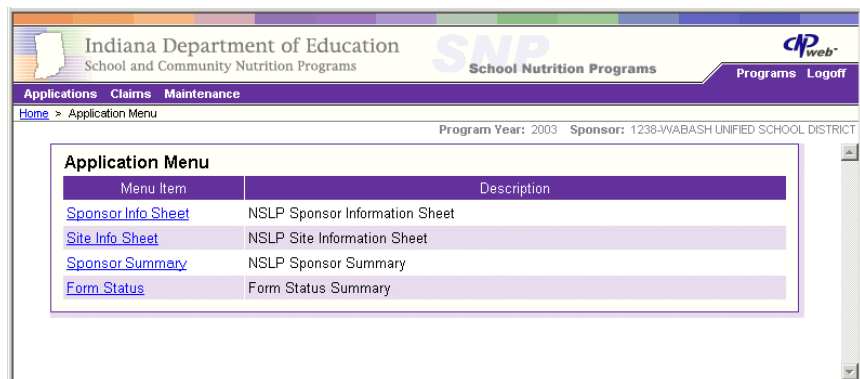 Indiana Department of Education
School and Community Nutrition Programs
SNP
School Nutrition Programs
CNPweb
Programs Logoff
Applications Claims Maintenance
Home > Application Menu
Program Year: 2003 Sponsor: 1238-WABASH UNIFIED SCHOOL DISTRICT
Application Menu
Menu Item Description
Sponsor Info Sheet NSLP Sponsor Information Sheet
Site Info Sheet NSLP Site Information Sheet
Sponsor Summary NSLP Sponsor Summary
Form Status Form Status Summary